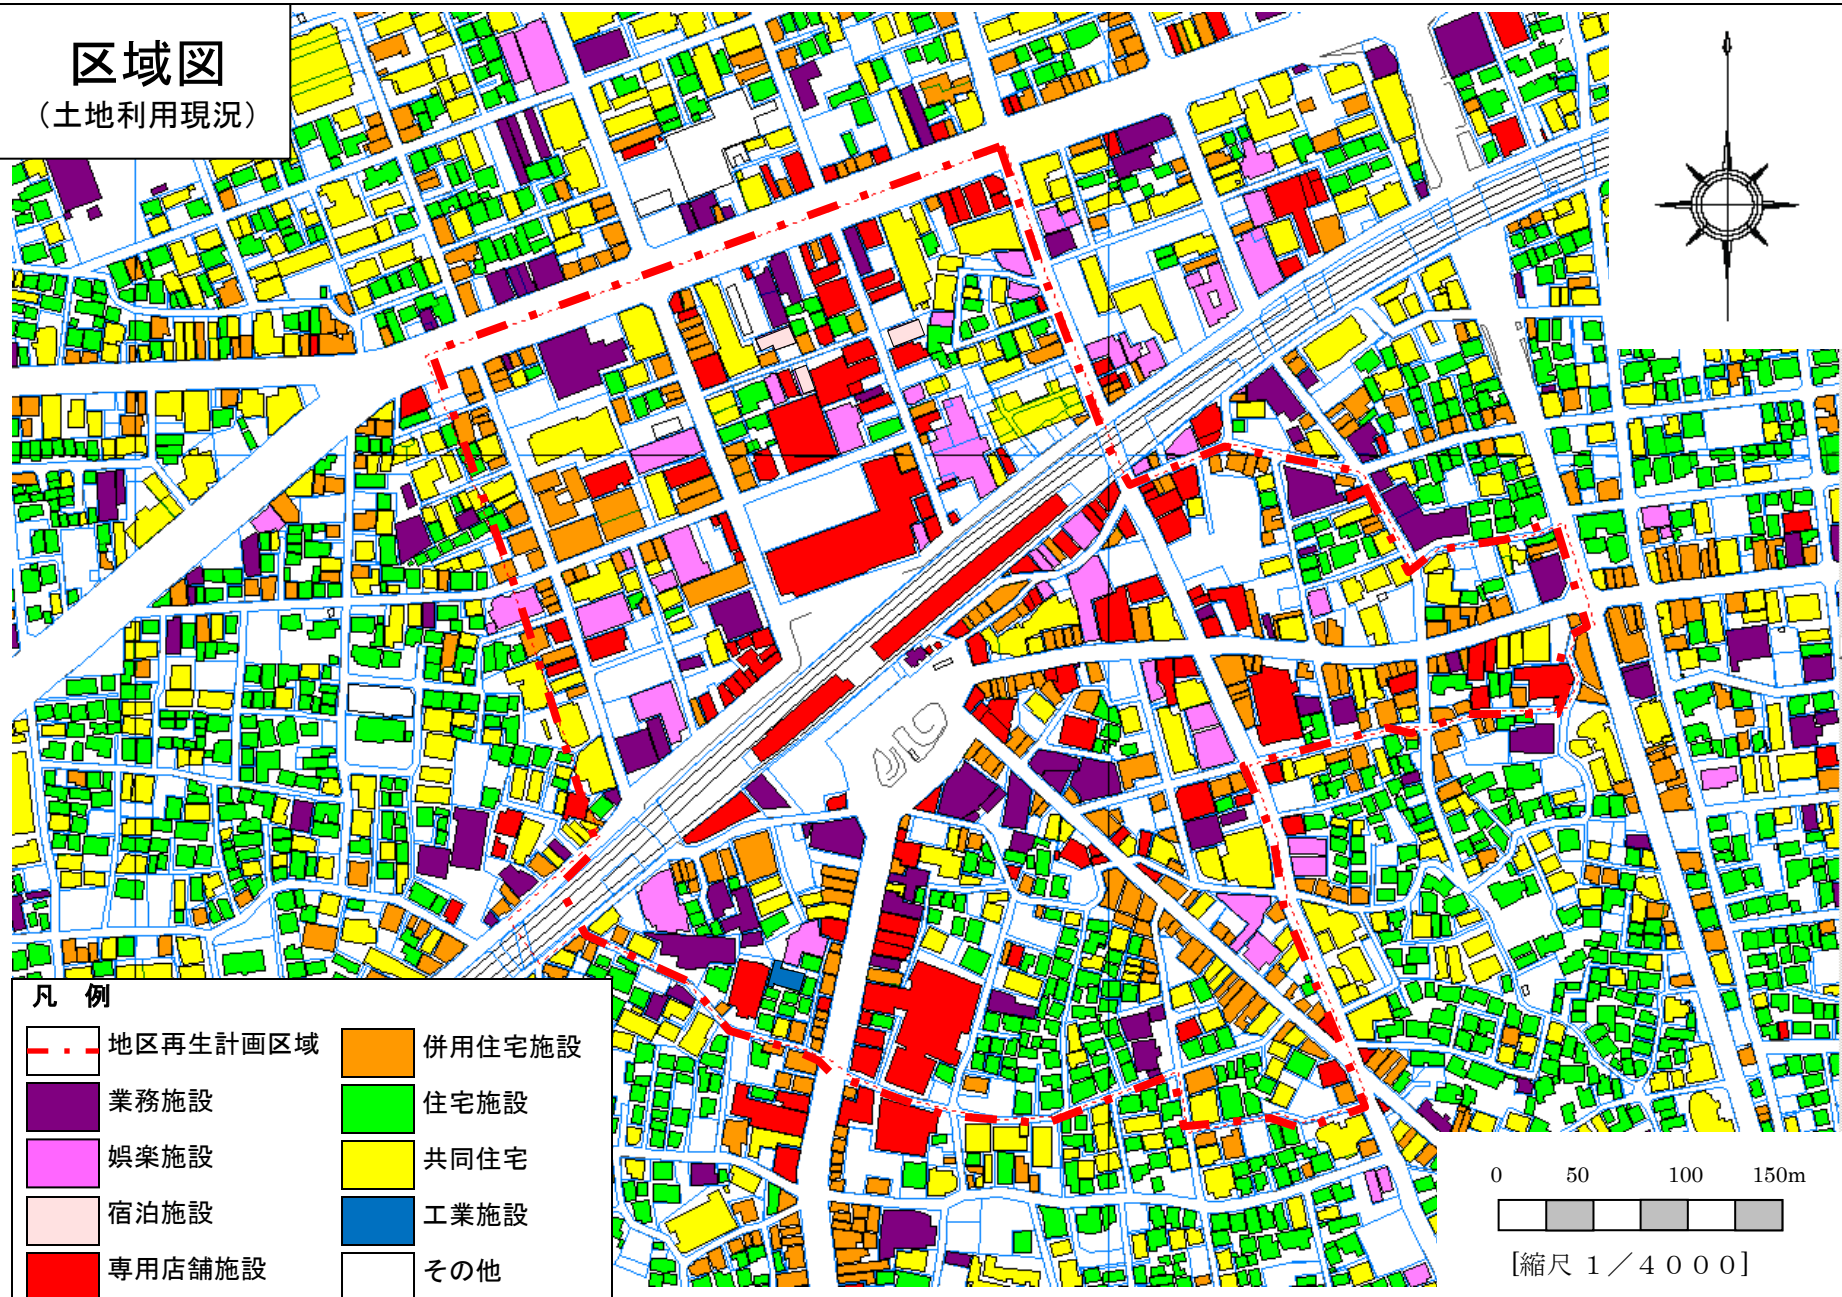 区域図
（土地利用現況）
凡 例
地区再生計画区域
業務施設
娯楽施設
宿泊施設
専用店舗施設
併用住宅施設
住宅施設
共同住宅
工業施設
その他
0 50 100 150m
[縮尺 1／4000]